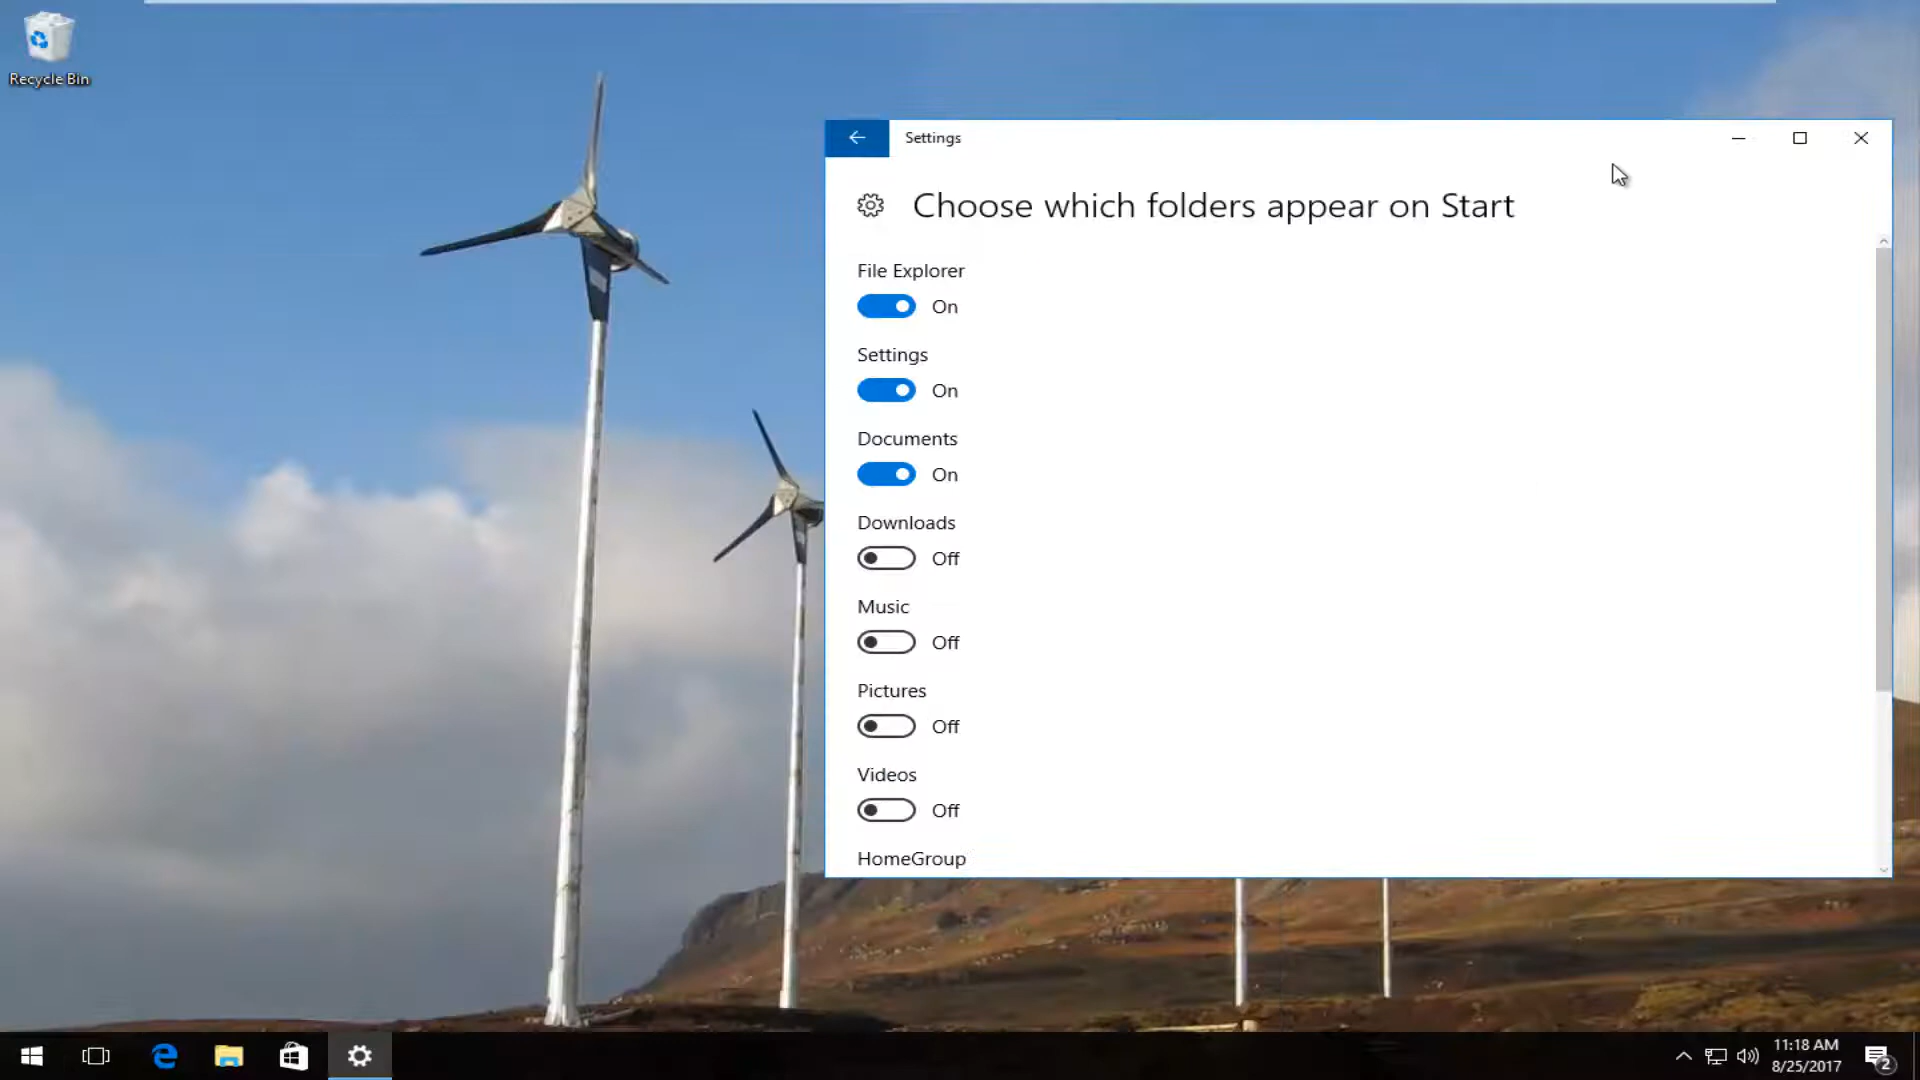 Recycle Bin
Settings
Choose which folders appear on Start
File Explorer
On
Settings
On
Documents
On
Downloads
Off
Music
Off
Pictures
Off
Videos
Off
HomeGroup
11:18 AM
8/25/2017
2